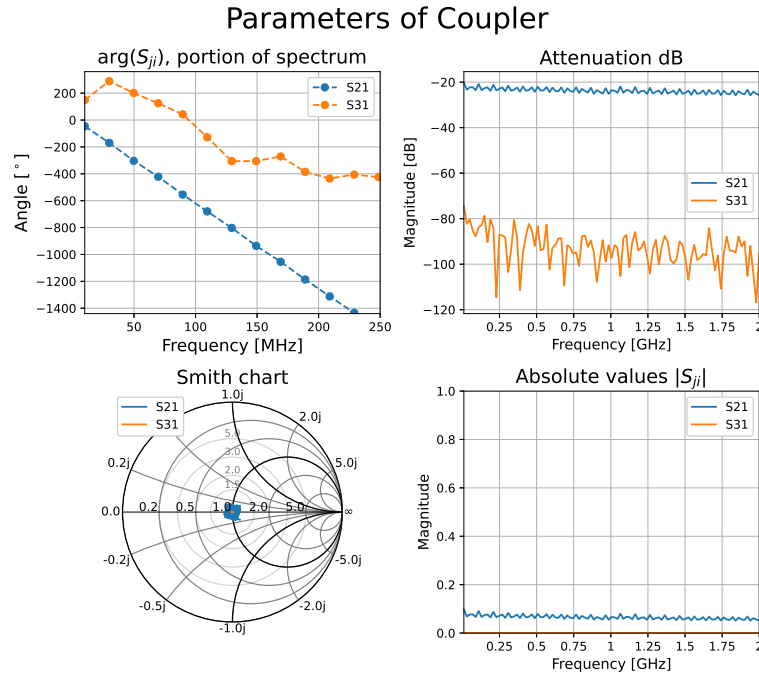 Parameters of Coupler
arg(S_{ji}), portion of spectrum
S21
S31
200
0
−200
−400
−600
−800
−1000
−1200
−1400
Angle [°]
50
100
150
200
250
Frequency [MHz]
Attenuation dB
−20
−40
−60
−80
−100
−120
Magnitude [dB]
S21
S31
0.25
0.5
0.75
1
1.25
1.5
1.75
2
Frequency [GHz]
Smith chart
S21
S31
1.0j
2.0j
5.0j
0.2j
5.0
3.0
2.0
1.5
0.0
0.2
0.5
1.0
2.0
5.0
∞
-0.2j
-5.0j
-0.5j
-2.0j
-1.0j
Absolute values |S_{ji}|
S21
S31
1.0
0.8
0.6
0.4
0.2
0.0
Magnitude
0.25
0.5
0.75
1
1.25
1.5
1.75
2
Frequency [GHz]